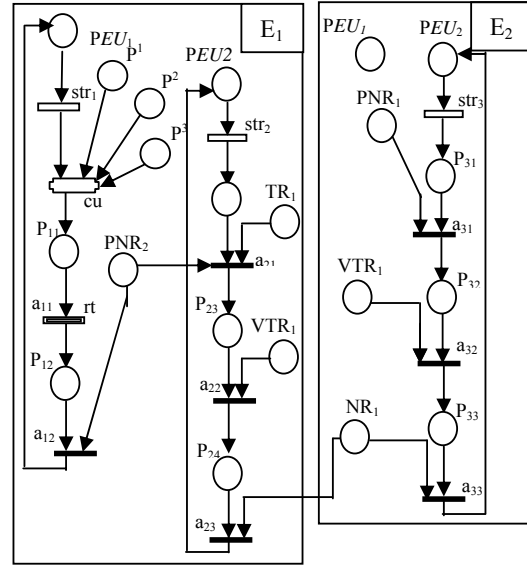 PEU₁
E₁
P¹
PEU2
P²
str₁
P³
str₂
cu
P₁₁
PNR₂
TR₁
a₂₁
a₁₁
rt
P₂₃
VTR₁
P₁₂
a₂₂
a₁₂
P₂₄
a₂₃
PEU₁
PEU₂
E₂
PNR₁
str₃
P₃₁
a₃₁
VTR₁
P₃₂
a₃₂
NR₁
P₃₃
a₃₃